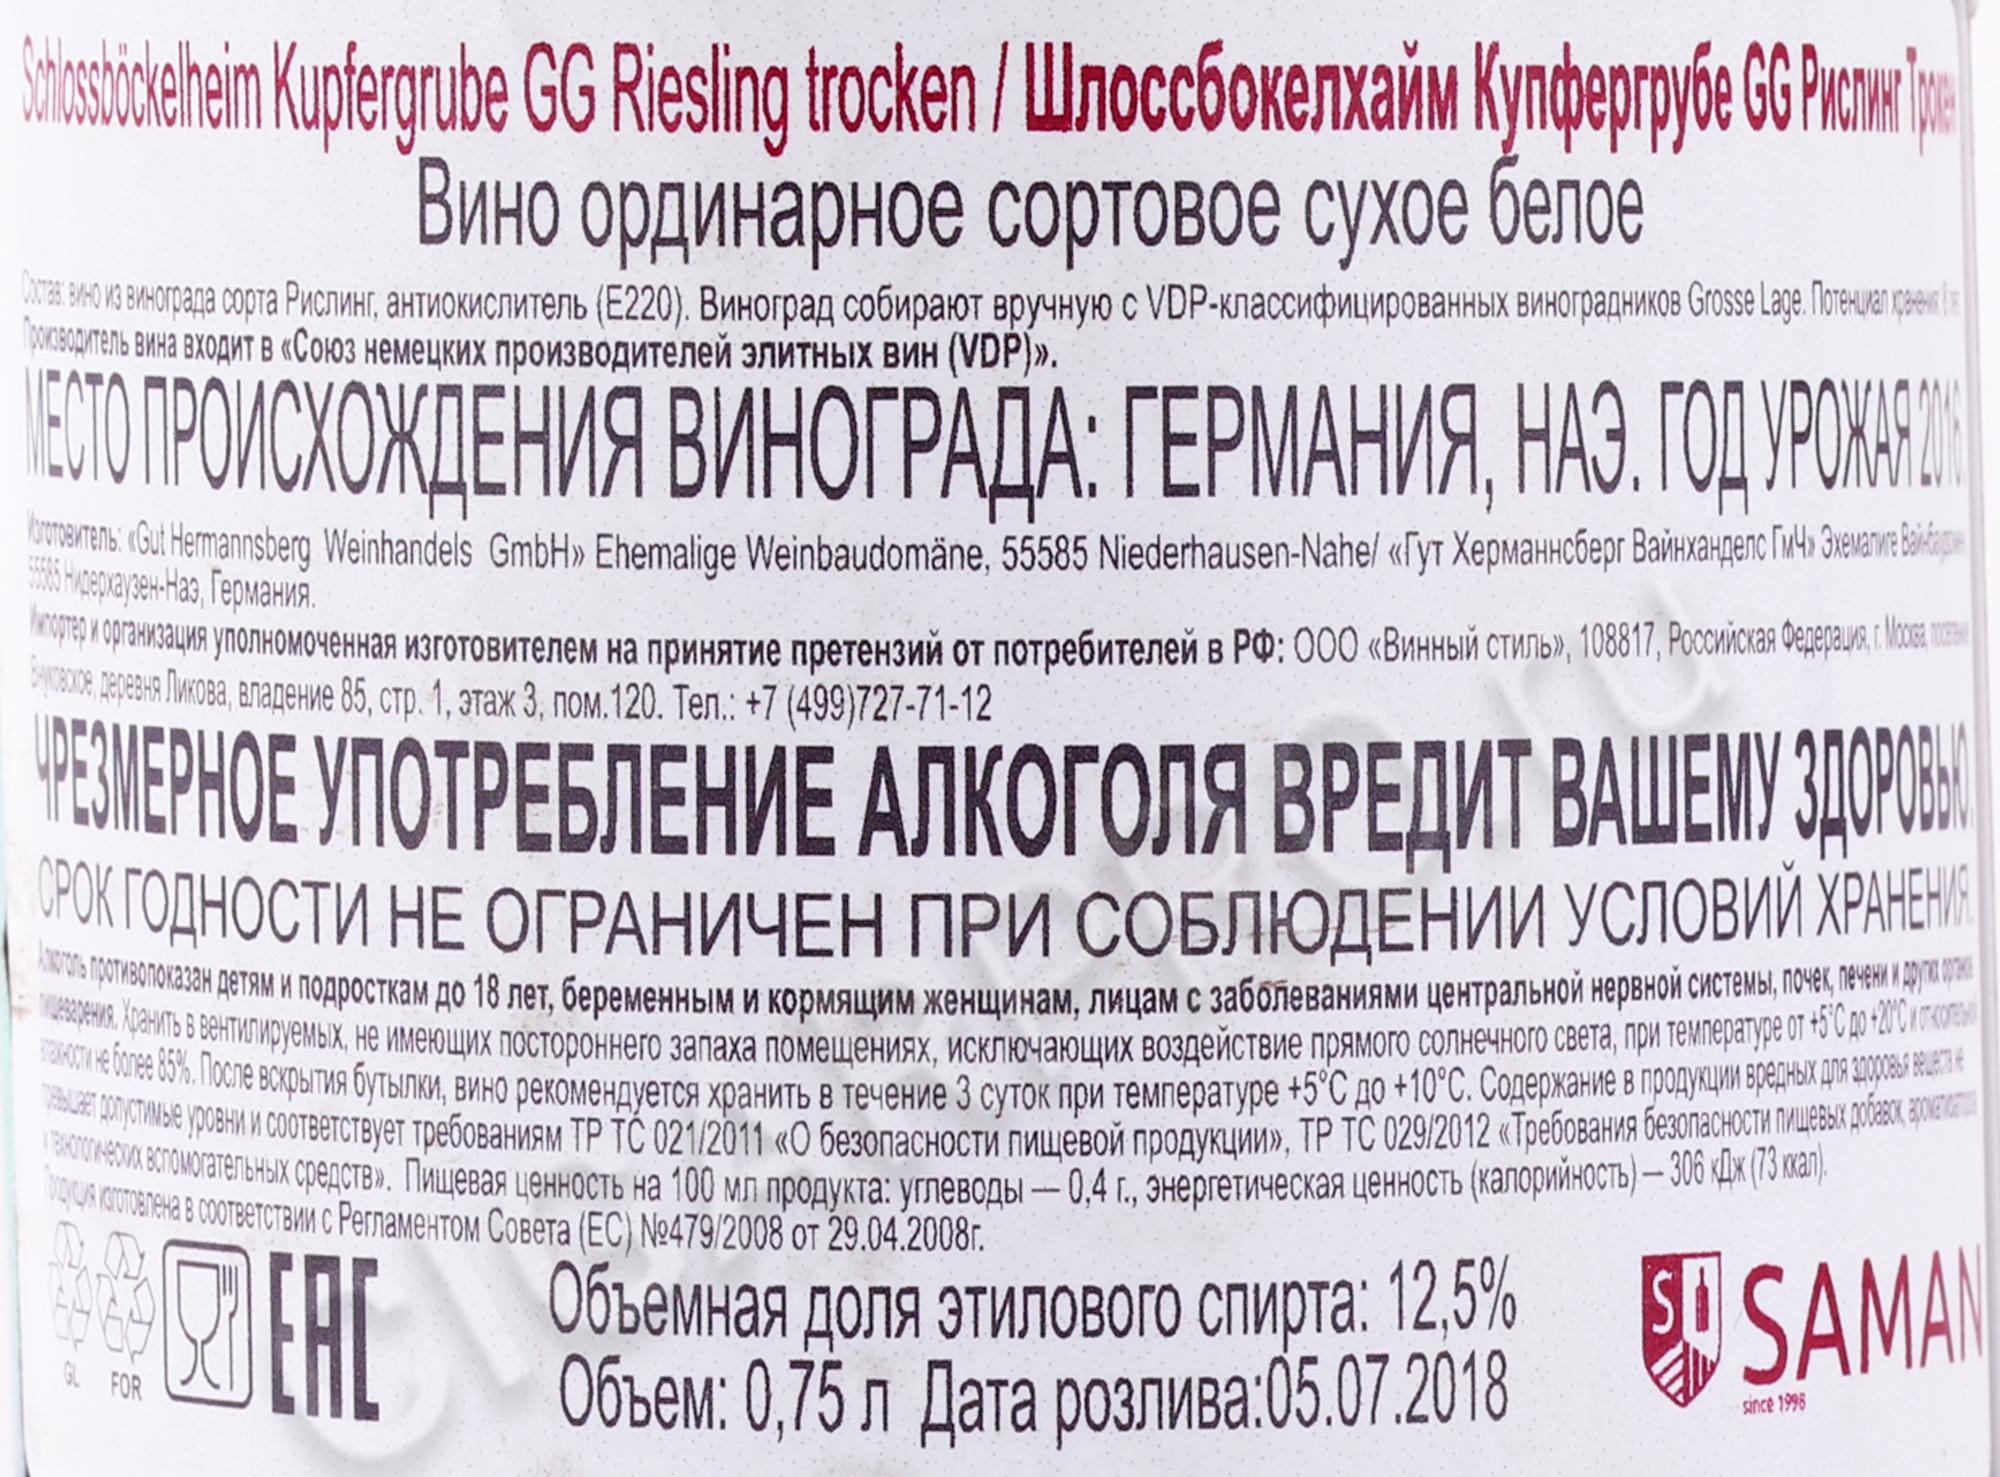 Schlossböckelheim Kupfergrube GG Riesling trocken / Шлоссбокелхайм Купфергрубе GG Рислинг Трокен
Вино ординарное сортовое сухое белое
Состав: вино из винограда сорта Рислинг, антиокислитель (Е220). Виноград собирают вручную с VDP-классифицированных виноградников Grosse Lage. Потенциал хранения: 8 лет.
Производитель вина входит в «Союз немецких производителей элитных вин (VDP)».
МЕСТО ПРОИСХОЖДЕНИЯ ВИНОГРАДА: ГЕРМАНИЯ, НАЭ. ГОД УРОЖАЯ 2016.
Изготовитель: «Gut Hermannsberg Weinhandels GmbH» Ehemalige Weinbaudomäne, 55585 Niederhausen-Nahe/ «Гут Херманнсберг Вайнханделс ГмЧ» Эхемалиге Вайнбаудомен,
55585 Нидерхаузен-Наэ, Германия.
Импортер и организация уполномоченная изготовителем на принятие претензий от потребителей в РФ: ООО «Винный стиль», 108817, Российская Федерация, г. Москва, поселение
Внуковское, деревня Ликова, владение 85, стр. 1, этаж 3, пом.120. Тел.: +7 (499)727-71-12
ЧРЕЗМЕРНОЕ УПОТРЕБЛЕНИЕ АЛКОГОЛЯ ВРЕДИТ ВАШЕМУ ЗДОРОВЬЮ.
СРОК ГОДНОСТИ НЕ ОГРАНИЧЕН ПРИ СОБЛЮДЕНИИ УСЛОВИЙ ХРАНЕНИЯ.
Алкоголь противопоказан детям и подросткам до 18 лет, беременным и кормящим женщинам, лицам с заболеваниями центральной нервной системы, почек, печени и других органов
пищеварения. Хранить в вентилируемых, не имеющих постороннего запаха помещениях, исключающих воздействие прямого солнечного света, при температуре от +5°С до +20°С и относительной
влажности не более 85%. После вскрытия бутылки, вино рекомендуется хранить в течение 3 суток при температуре +5°С до +10°С. Содержание в продукции вредных для здоровья веществ не
превышает допустимые уровни и соответствует требованиям ТР ТС 021/2011 «О безопасности пищевой продукции», ТР ТС 029/2012 «Требования безопасности пищевых добавок, ароматизаторов
и технологических вспомогательных средств». Пищевая ценность на 100 мл продукта: углеводы — 0,4 г., энергетическая ценность (калорийность) — 306 кДж (73 ккал).
Продукция изготовлена в соответствии с Регламентом Совета (ЕС) №479/2008 от 29.04.2008г.
GL FOR EAC
Объемная доля этилового спирта: 12,5%
Объем: 0,75 л Дата розлива:05.07.2018
SAMAN
since 1998